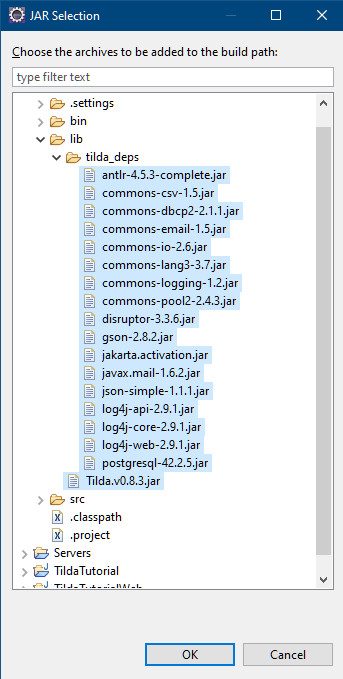 JAR Selection
Choose the archives to be added to the build path:
type filter text
.settings
bin
lib
tilda_deps
antlr-4.5.3-complete.jar
commons-csv-1.5.jar
commons-dbcp2-2.1.1.jar
commons-email-1.5.jar
commons-io-2.6.jar
commons-lang3-3.7.jar
commons-logging-1.2.jar
commons-pool2-2.4.3.jar
disruptor-3.3.6.jar
gson-2.8.2.jar
jakarta.activation.jar
javax.mail-1.6.2.jar
json-simple-1.1.1.jar
log4j-api-2.9.1.jar
log4j-core-2.9.1.jar
log4j-web-2.9.1.jar
postgresql-42.2.5.jar
Tilda.v0.8.3.jar
src
.classpath
.project
Servers
TildaTutorial
TildaTutorialWeb
OK Cancel